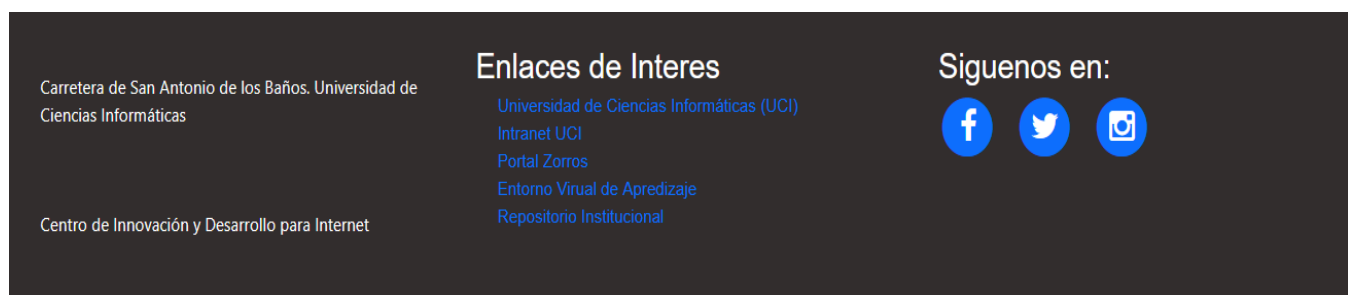 Carretera de San Antonio de los Baños. Universidad de
Ciencias Informáticas
Centro de Innovación y Desarrollo para Internet
Enlaces de Interes
Universidad de Ciencias Informáticas (UCI)
Intranet UCI
Portal Zorros
Entorno Virual de Apredizaje
Repositorio Institucional
Siguenos en: